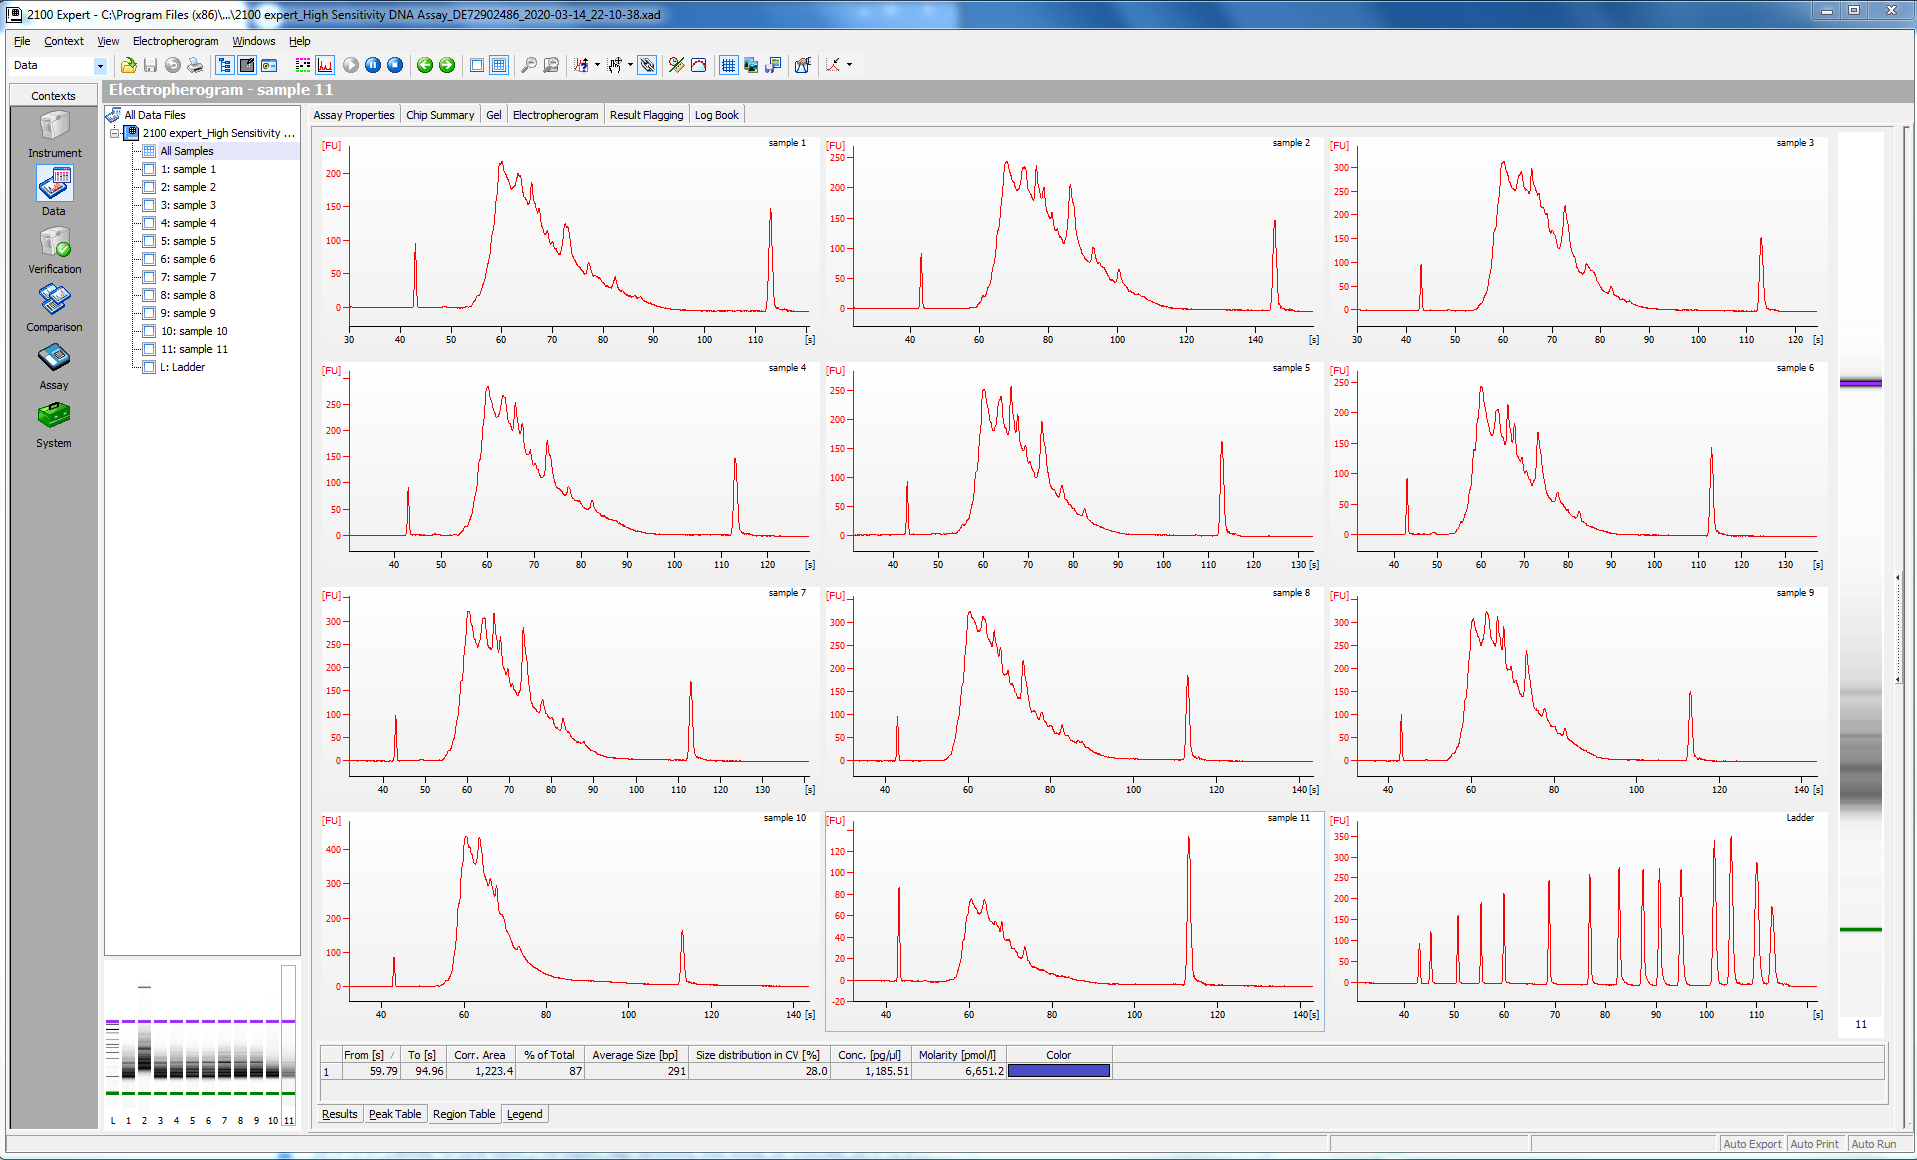 2100 Expert - C:\Program Files (x86)\...\2100 expert_High Sensitivity DNA Assay_DE72902486_2020-03-14_22-10-38.xad
File Context View Electropherogram Windows Help
Data
Contexts
Instrument
Data
Verification
Comparison
Assay
System
Electropherogram - sample 11
All Data Files
2100 expert_High Sensitivity ...
All Samples
1: sample 1
2: sample 2
3: sample 3
4: sample 4
5: sample 5
6: sample 6
7: sample 7
8: sample 8
9: sample 9
10: sample 10
11: sample 11
L: Ladder
L 1 2 3 4 5 6 7 8 9 10 11
Assay Properties Chip Summary Gel Electropherogram Result Flagging Log Book
[FU] sample 1
200
150
100
50
0
30 40 50 60 70 80 90 100 110 [s]
[FU] sample 2
250
200
150
100
50
0
40 60 80 100 120 140 [s]
[FU] sample 3
300
250
200
150
100
50
0
30 40 50 60 70 80 90 100 110 120 [s]
[FU] sample 4
250
200
150
100
50
0
40 50 60 70 80 90 100 110 120 [s]
[FU] sample 5
250
200
150
100
50
0
40 50 60 70 80 90 100 110 120 130 [s]
[FU] sample 6
250
200
150
100
50
0
40 50 60 70 80 90 100 110 120 130 [s]
[FU] sample 7
300
250
200
150
100
50
0
40 50 60 70 80 90 100 110 120 130 [s]
[FU] sample 8
300
250
200
150
100
50
0
40 60 80 100 120 140 [s]
[FU] sample 9
300
250
200
150
100
50
0
40 60 80 100 120 140 [s]
[FU] sample 10
400
300
200
100
0
40 60 80 100 120 140 [s]
[FU] sample 11
120
100
80
60
40
20
0
-20
40 60 80 100 120 140 [s]
[FU] Ladder
350
300
250
200
150
100
50
0
40 50 60 70 80 90 100 110 [s]
11
From [s] / To [s] Corr. Area % of Total Average Size [bp] Size distribution in CV [%] Conc. [pg/µl] Molarity [pmol/l] Color
1 59.79 94.96 1,223.4 87 291 28.0 1,185.51 6,651.2
Results Peak Table Region Table Legend
Auto Export Auto Print Auto Run